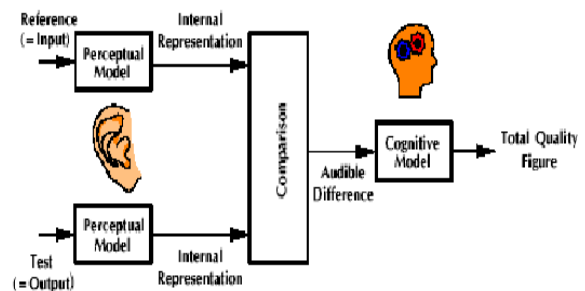 Reference
(= Input)
Perceptual
Model
Internal
Representation
Comparison
Audible
Difference
Cognitive
Model
Total Quality
Figure
Perceptual
Model
Test
(= Output)
Internal
Representation